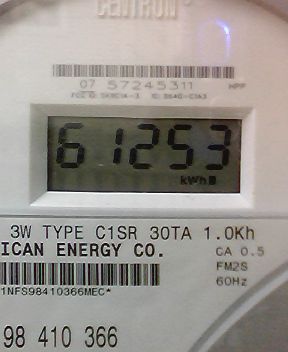 CENTRON
07 57245311 HPF
61253
kWh
3W TYPE C1SR 30TA 1.0Kh
ICAN ENERGY CO.
CA 0.5
FM2S
60Hz
1NFS98410366MEC*
98 410 366